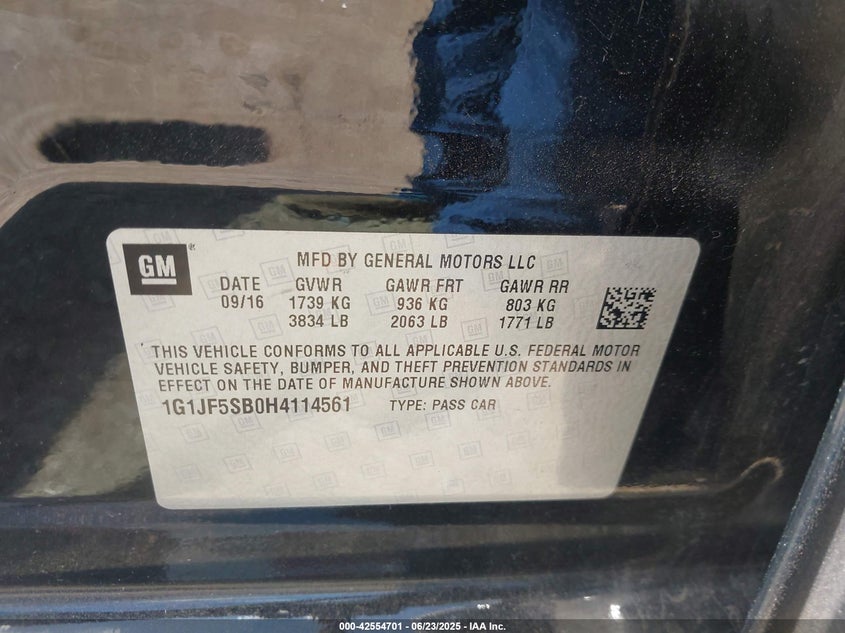 GM
MFD BY GENERAL MOTORS LLC
DATE GVWR GAWR FRT GAWR RR
09/16 1739 KG 936 KG 803 KG
3834 LB 2063 LB 1771 LB
THIS VEHICLE CONFORMS TO ALL APPLICABLE U.S. FEDERAL MOTOR
VEHICLE SAFETY, BUMPER, AND THEFT PREVENTION STANDARDS IN
EFFECT ON THE DATE OF MANUFACTURE SHOWN ABOVE.
1G1JF5SB0H4114561 TYPE: PASS CAR
000-42554701 - 06/23/2025 - IAA Inc.